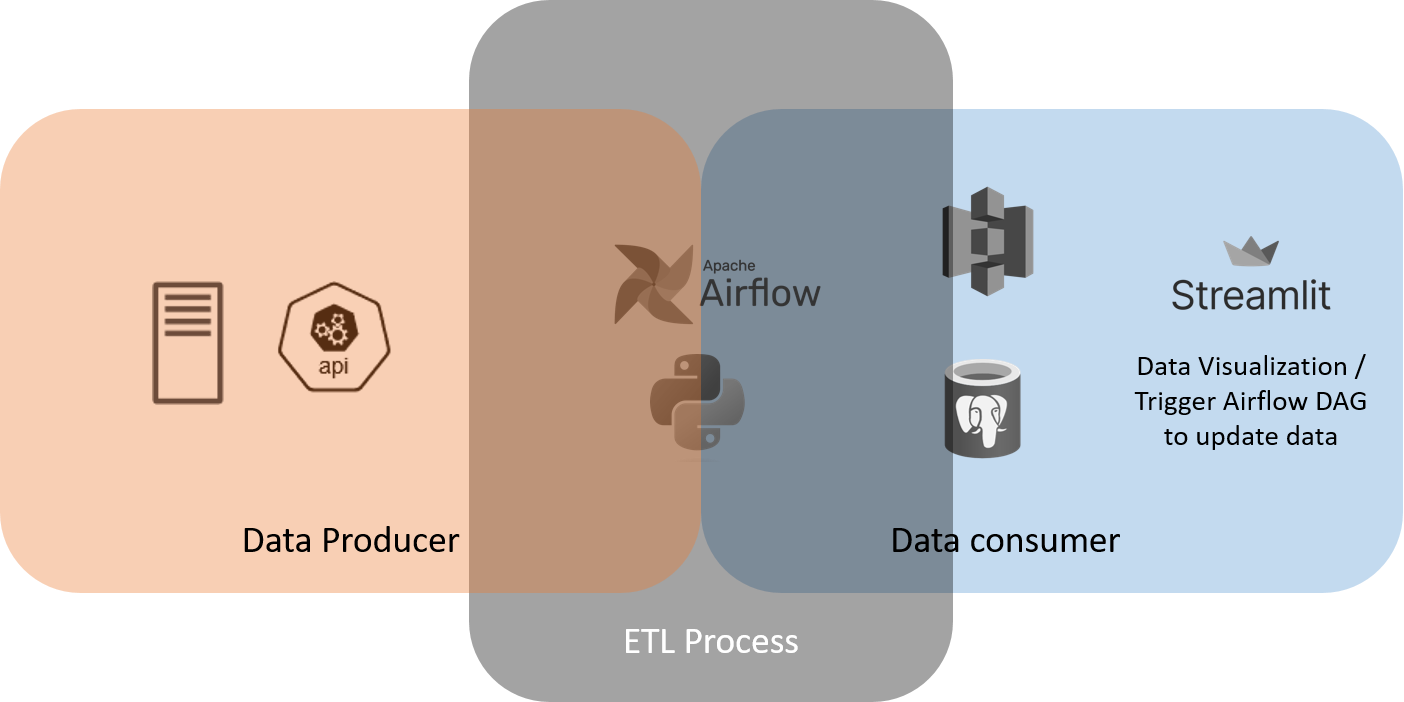 Apache
Airflow
api
Streamlit
Data Visualization /
Trigger Airflow DAG
to update data
Data Producer
Data consumer
ETL Process